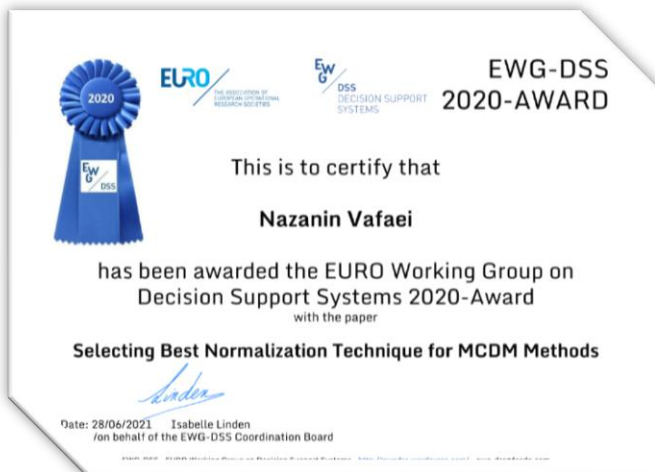 2020
EWG
DSS
EURO
THE ASSOCIATION OF
EUROPEAN OPERATIONAL
RESEARCH SOCIETIES
EWG
DSS
DECISION SUPPORT
SYSTEMS
EWG-DSS
2020-AWARD
This is to certify that
Nazanin Vafaei
has been awarded the EURO Working Group on
Decision Support Systems 2020-Award
with the paper
Selecting Best Normalization Technique for MCDM Methods
Linden
Date: 28/06/2021 Isabelle Linden
/on behalf of the EWG-DSS Coordination Board